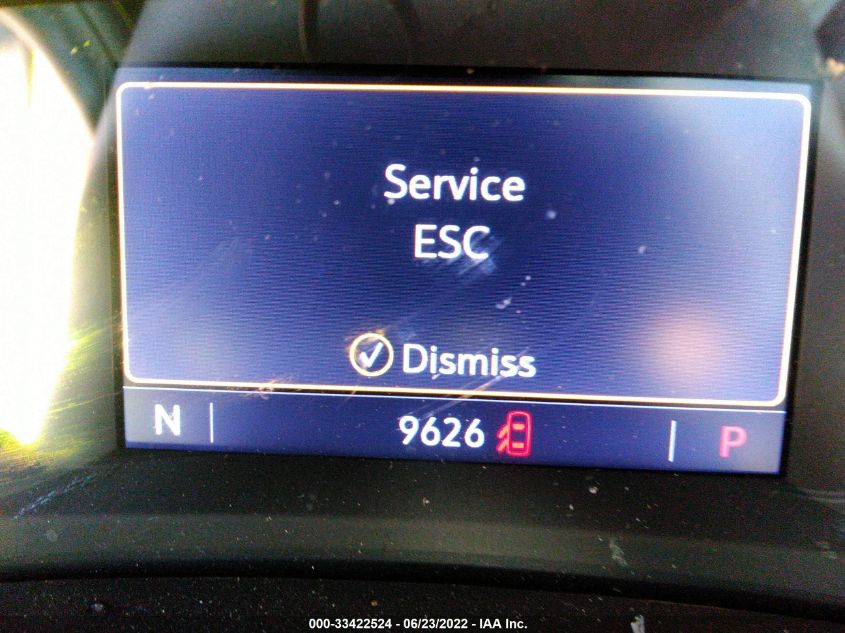 Service
ESC
Dismiss
N 9626 P
000-33422524 - 06/23/2022 - IAA Inc.